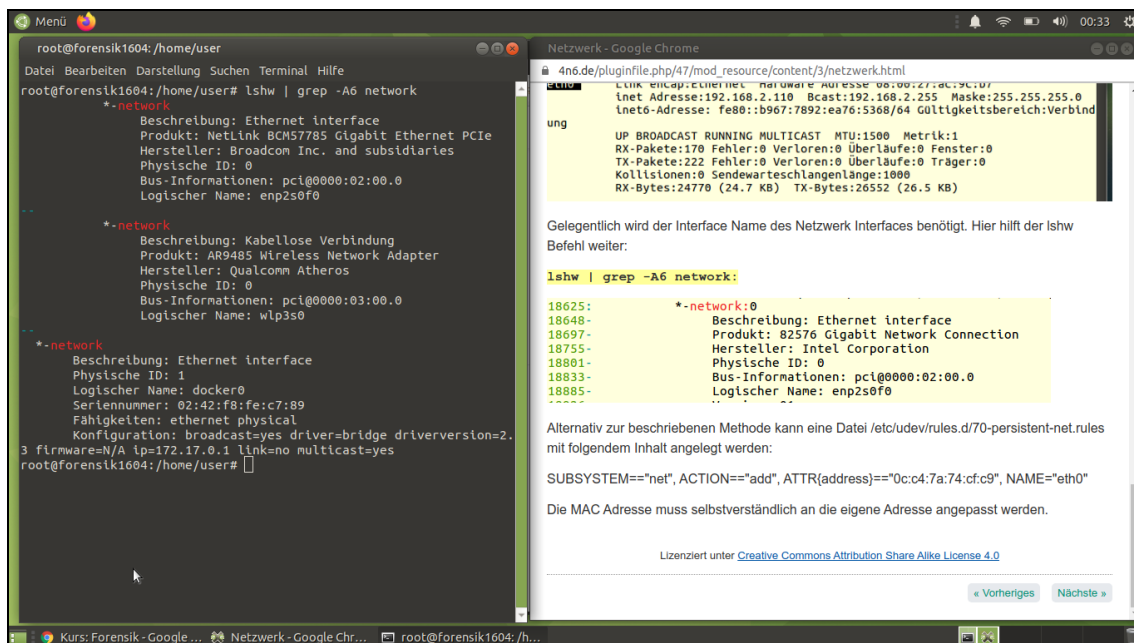 Menü
00:33
root@forensik1604: /home/user
Datei Bearbeiten Darstellung Suchen Terminal Hilfe
root@forensik1604:/home/user# lshw | grep -A6 network
*-network
Beschreibung: Ethernet interface
Produkt: NetLink BCM57785 Gigabit Ethernet PCIe
Hersteller: Broadcom Inc. and subsidiaries
Physische ID: 0
Bus-Informationen: pci@0000:02:00.0
Logischer Name: enp2s0f0
--
*-network
Beschreibung: Kabellose Verbindung
Produkt: AR9485 Wireless Network Adapter
Hersteller: Qualcomm Atheros
Physische ID: 0
Bus-Informationen: pci@0000:03:00.0
Logischer Name: wlp3s0
--
*-network
Beschreibung: Ethernet interface
Physische ID: 1
Logischer Name: docker0
Seriennummer: 02:42:f8:fe:c7:89
Fähigkeiten: ethernet physical
Konfiguration: broadcast=yes driver=bridge driverversion=2.
3 firmware=N/A ip=172.17.0.1 link=no multicast=yes
root@forensik1604:/home/user#
Netzwerk - Google Chrome
4n6.de/pluginfile.php/47/mod_resource/content/3/netzwerk.html
eth0 Link encap:Ethernet Hardware Adresse 08:00:27:ac:9c:b7
inet Adresse:192.168.2.110 Bcast:192.168.2.255 Maske:255.255.255.0
inet6-Adresse: fe80::b967:7892:ea76:5368/64 Gültigkeitsbereich:Verbind
ung
UP BROADCAST RUNNING MULTICAST MTU:1500 Metrik:1
RX-Pakete:170 Fehler:0 Verloren:0 Überläufe:0 Fenster:0
TX-Pakete:222 Fehler:0 Verloren:0 Überläufe:0 Träger:0
Kollisionen:0 Sendewarteschlangenlänge:1000
RX-Bytes:24770 (24.7 KB) TX-Bytes:26552 (26.5 KB)
Gelegentlich wird der Interface Name des Netzwerk Interfaces benötigt. Hier hilft der lshw
Befehl weiter:
lshw | grep -A6 network:
18625: *-network:0
18648- Beschreibung: Ethernet interface
18697- Produkt: 82576 Gigabit Network Connection
18755- Hersteller: Intel Corporation
18801- Physische ID: 0
18833- Bus-Informationen: pci@0000:02:00.0
18885- Logischer Name: enp2s0f0
Alternativ zur beschriebenen Methode kann eine Datei /etc/udev/rules.d/70-persistent-net.rules
mit folgendem Inhalt angelegt werden:
SUBSYSTEM=="net", ACTION=="add", ATTR{address}=="0c:c4:7a:74:cf:c9", NAME="eth0"
Die MAC Adresse muss selbstverständlich an die eigene Adresse angepasst werden.
Lizenziert unter Creative Commons Attribution Share Alike License 4.0
« Vorheriges Nächste »
Kurs: Forensik - Google ... Netzwerk - Google Chr... root@forensik1604: /h...